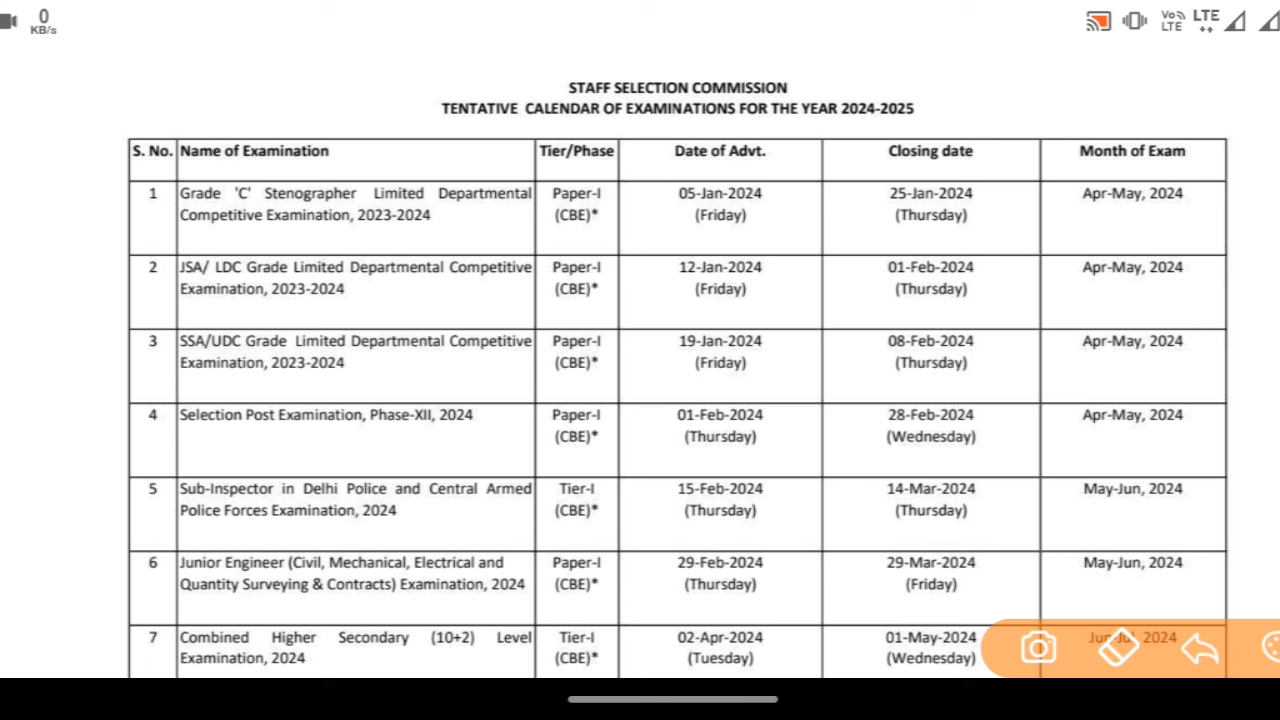 0
KB/s
Vo
LTE
LTE
STAFF SELECTION COMMISSION
TENTATIVE CALENDAR OF EXAMINATIONS FOR THE YEAR 2024-2025
S. No. Name of Examination Tier/Phase Date of Advt. Closing date Month of Exam
1 Grade 'C' Stenographer Limited Departmental Paper-I 05-Jan-2024 25-Jan-2024 Apr-May, 2024
Competitive Examination, 2023-2024 (CBE)* (Friday) (Thursday)
2 JSA/ LDC Grade Limited Departmental Competitive Paper-I 12-Jan-2024 01-Feb-2024 Apr-May, 2024
Examination, 2023-2024 (CBE)* (Friday) (Thursday)
3 SSA/UDC Grade Limited Departmental Competitive Paper-I 19-Jan-2024 08-Feb-2024 Apr-May, 2024
Examination, 2023-2024 (CBE)* (Friday) (Thursday)
4 Selection Post Examination, Phase-XII, 2024 Paper-I 01-Feb-2024 28-Feb-2024 Apr-May, 2024
(CBE)* (Thursday) (Wednesday)
5 Sub-Inspector in Delhi Police and Central Armed Tier-I 15-Feb-2024 14-Mar-2024 May-Jun, 2024
Police Forces Examination, 2024 (CBE)* (Thursday) (Thursday)
6 Junior Engineer (Civil, Mechanical, Electrical and Paper-I 29-Feb-2024 29-Mar-2024 May-Jun, 2024
Quantity Surveying & Contracts) Examination, 2024 (CBE)* (Thursday) (Friday)
7 Combined Higher Secondary (10+2) Level Tier-I 02-Apr-2024 01-May-2024 Jun-Jul, 2024
Examination, 2024 (CBE)* (Tuesday) (Wednesday)